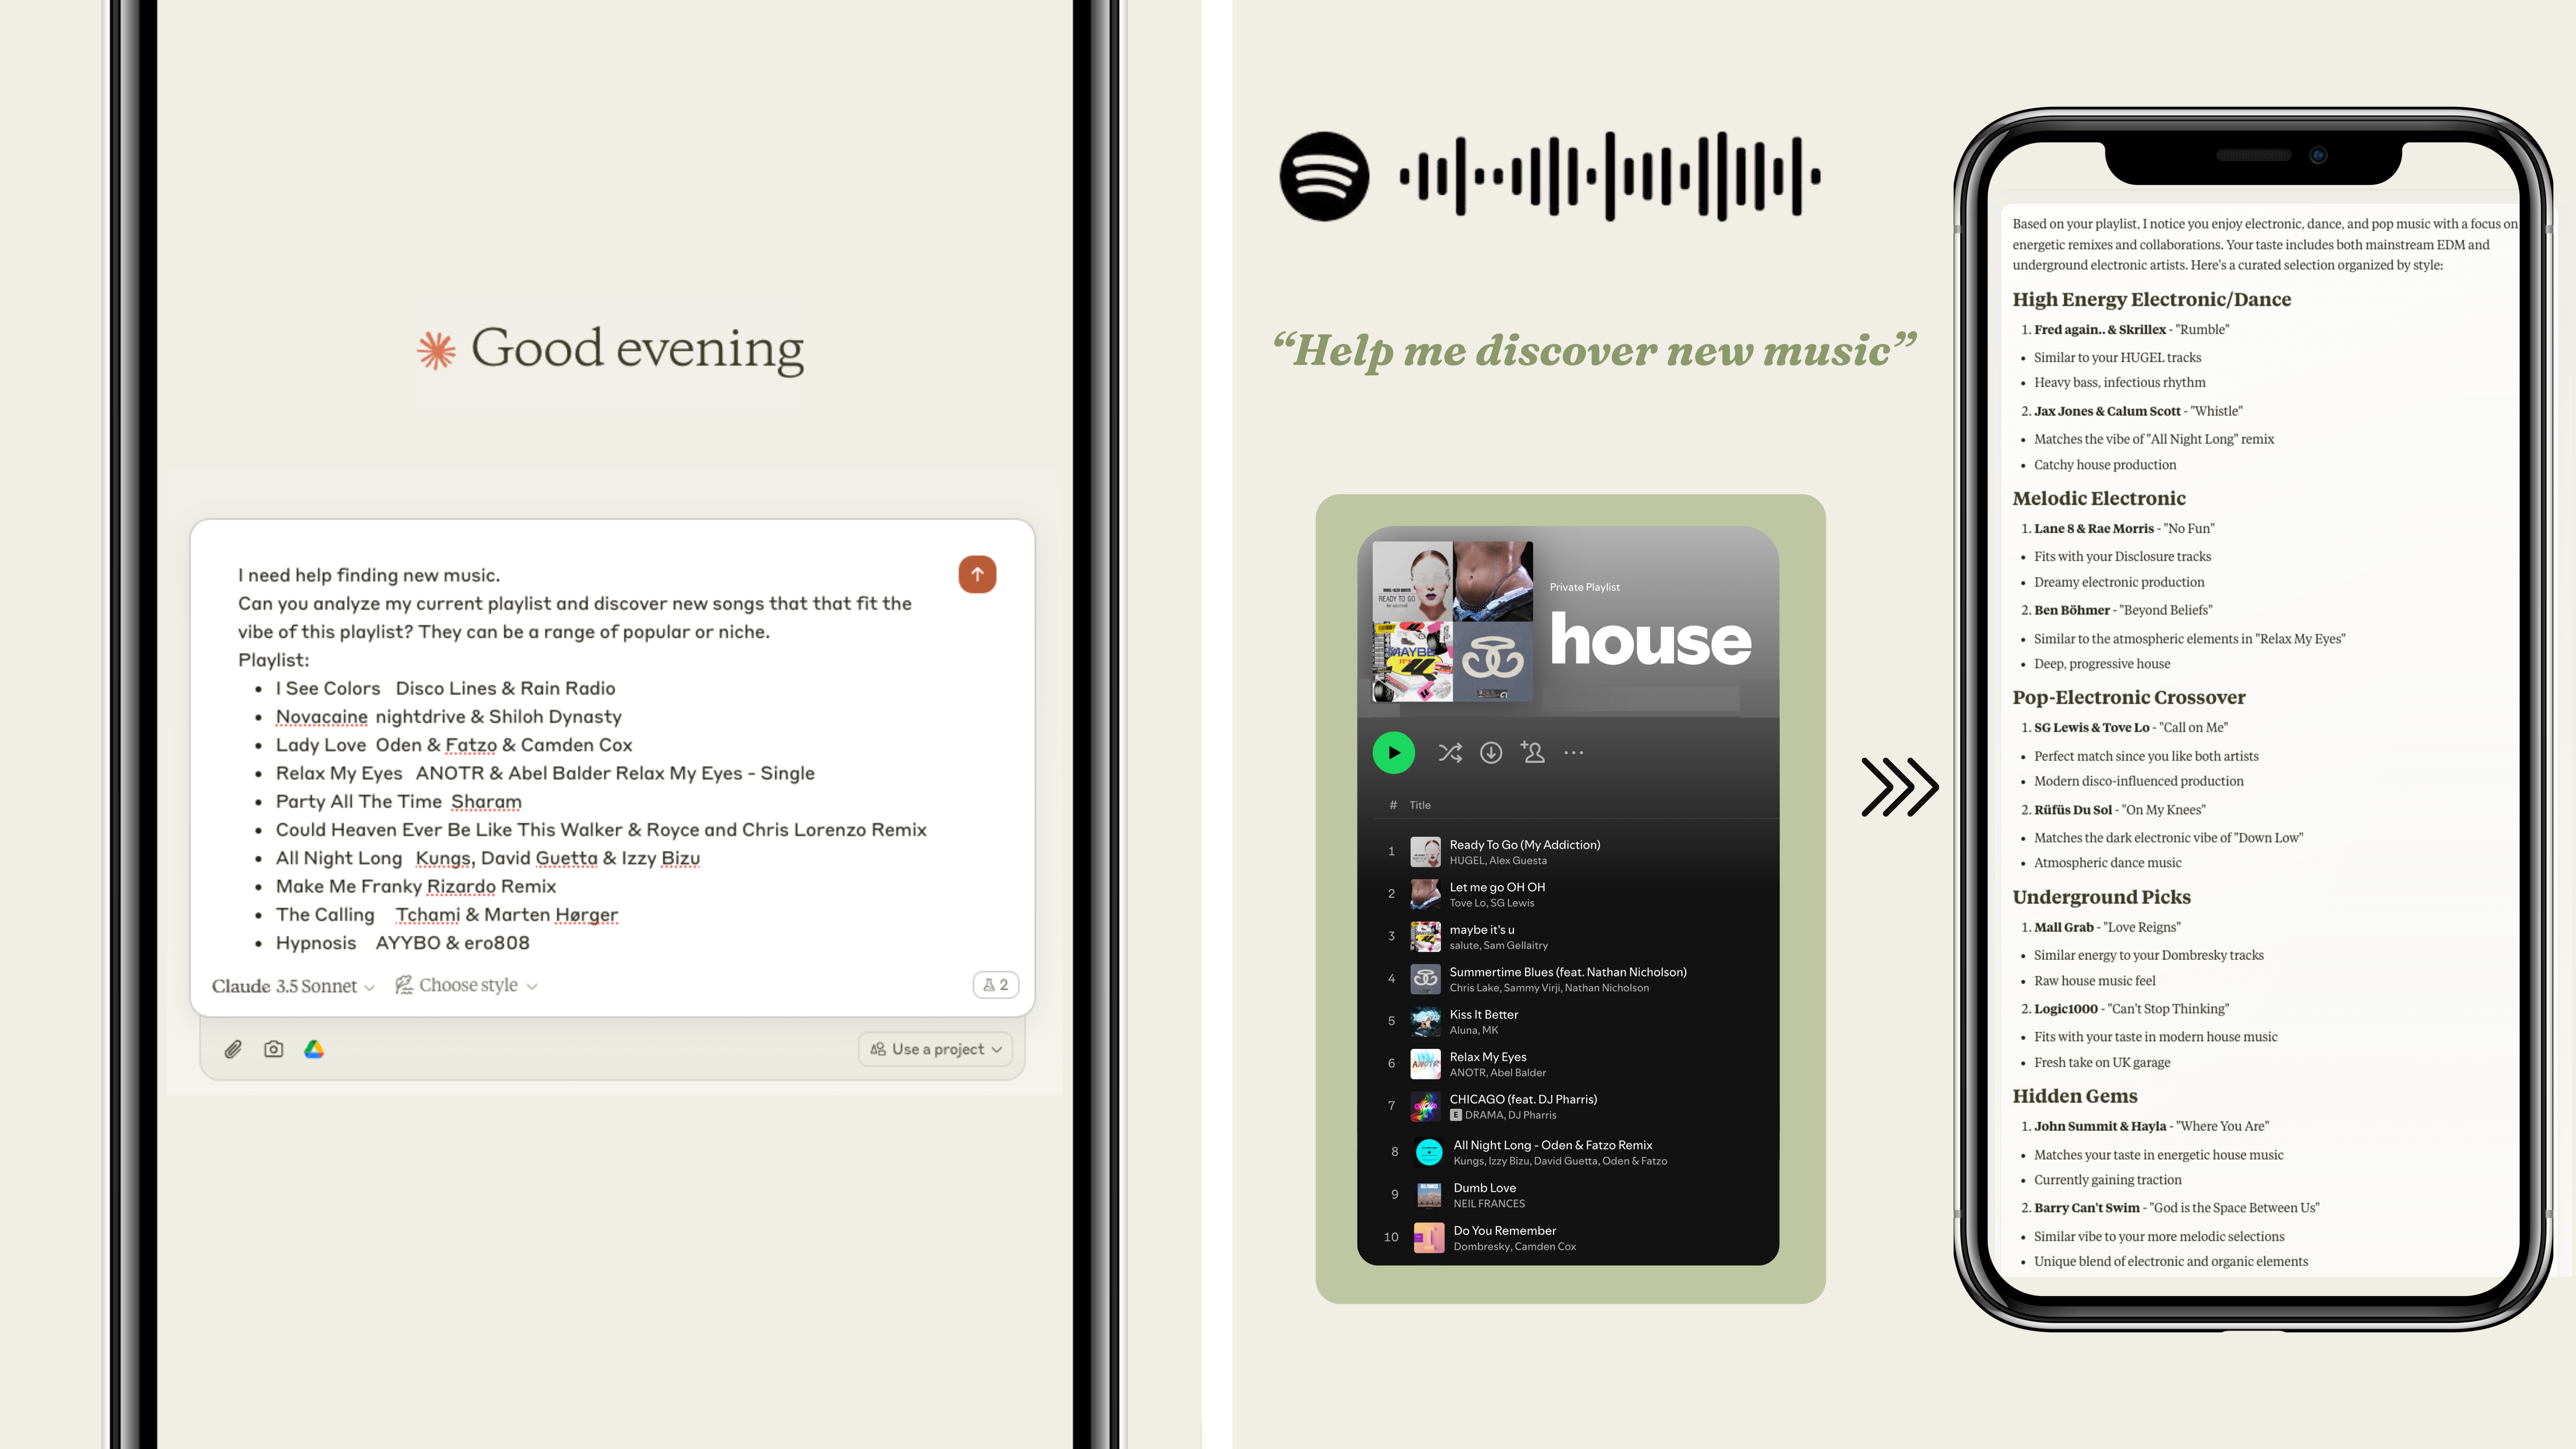 Good evening
I need help finding new music.
Can you analyze my current playlist and discover new songs that that fit the
vibe of this playlist? They can be a range of popular or niche.
Playlist:
• I See Colors Disco Lines & Rain Radio
• Novacaine nightdrive & Shiloh Dynasty
• Lady Love Oden & Fatzo & Camden Cox
• Relax My Eyes ANOTR & Abel Balder Relax My Eyes - Single
• Party All The Time Sharam
• Could Heaven Ever Be Like This Walker & Royce and Chris Lorenzo Remix
• All Night Long Kungs, David Guetta & Izzy Bizu
• Make Me Franky Rizardo Remix
• The Calling Tchami & Marten Hørger
• Hypnosis AYYBO & ero808
Claude 3.5 Sonnet Choose style 2
Use a project
“Help me discover new music”
READY TO GO
MAYBE
Private Playlist
house
# Title
1 Ready To Go (My Addiction)
HUGEL, Alex Guesta
2 Let me go OH OH
Tove Lo, SG Lewis
3 maybe it's u
salute, Sam Gellaitry
4 Summertime Blues (feat. Nathan Nicholson)
Chris Lake, Sammy Virji, Nathan Nicholson
5 Kiss It Better
Aluna, MK
6 Relax My Eyes
ANOTR, Abel Balder
7 CHICAGO (feat. DJ Pharris)
E DRAMA, DJ Pharris
8 All Night Long - Oden & Fatzo Remix
Kungs, Izzy Bizu, David Guetta, Oden & Fatzo
9 Dumb Love
NEIL FRANCES
10 Do You Remember
Dombresky, Camden Cox
Based on your playlist, I notice you enjoy electronic, dance, and pop music with a focus on
energetic remixes and collaborations. Your taste includes both mainstream EDM and
underground electronic artists. Here's a curated selection organized by style:
High Energy Electronic/Dance
1. Fred again.. & Skrillex - "Rumble"
• Similar to your HUGEL tracks
• Heavy bass, infectious rhythm
2. Jax Jones & Calum Scott - "Whistle"
• Matches the vibe of "All Night Long" remix
• Catchy house production
Melodic Electronic
1. Lane 8 & Rae Morris - "No Fun"
• Fits with your Disclosure tracks
• Dreamy electronic production
2. Ben Böhmer - "Beyond Beliefs"
• Similar to the atmospheric elements in "Relax My Eyes"
• Deep, progressive house
Pop-Electronic Crossover
1. SG Lewis & Tove Lo - "Call on Me"
• Perfect match since you like both artists
• Modern disco-influenced production
2. Rüfüs Du Sol - "On My Knees"
• Matches the dark electronic vibe of "Down Low"
• Atmospheric dance music
Underground Picks
1. Mall Grab - "Love Reigns"
• Similar energy to your Dombresky tracks
• Raw house music feel
2. Logic1000 - "Can't Stop Thinking"
• Fits with your taste in modern house music
• Fresh take on UK garage
Hidden Gems
1. John Summit & Hayla - "Where You Are"
• Matches your taste in energetic house music
• Currently gaining traction
2. Barry Can't Swim - "God is the Space Between Us"
• Similar vibe to your more melodic selections
• Unique blend of electronic and organic elements